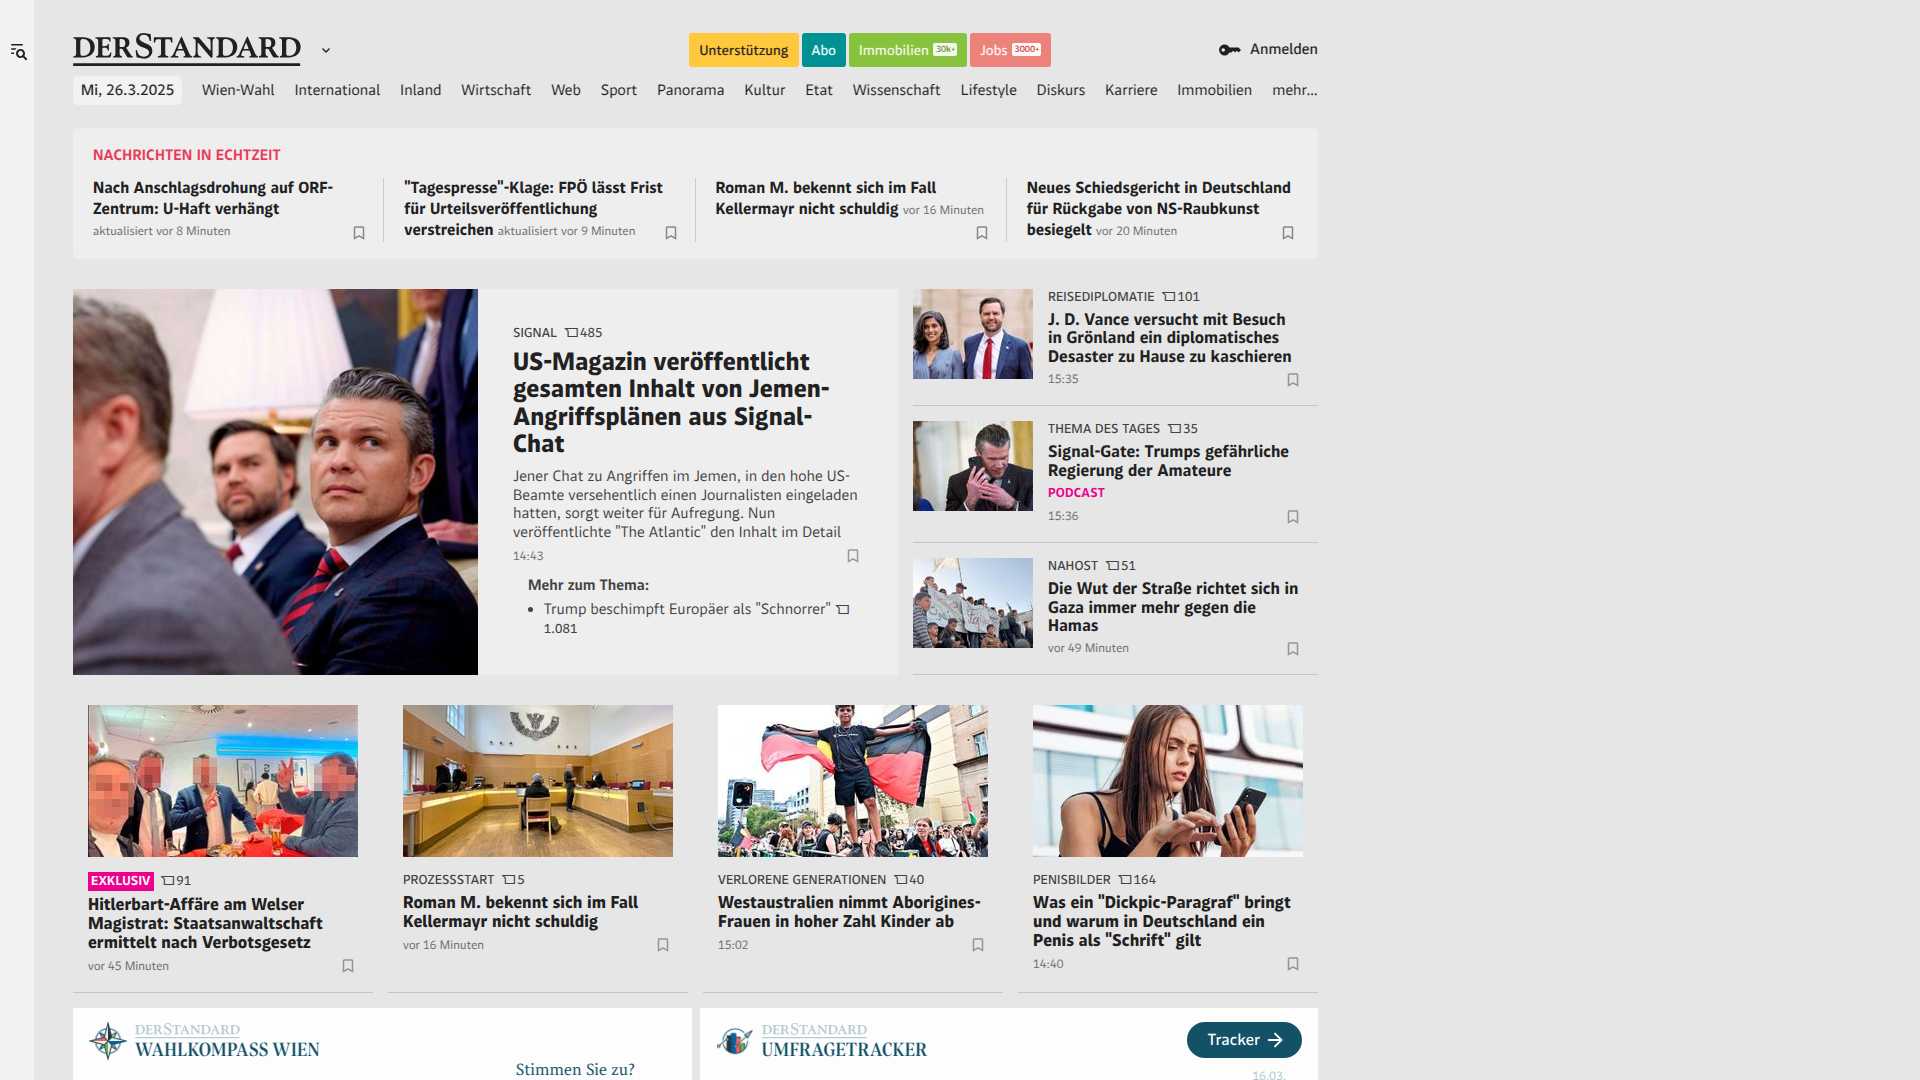 DERSTANDARD
Unterstützung
Abo
Immobilien 30k+
Jobs 3000+
Anmelden
Mi, 26.3.2025
Wien-Wahl
International
Inland
Wirtschaft
Web
Sport
Panorama
Kultur
Etat
Wissenschaft
Lifestyle
Diskurs
Karriere
Immobilien
mehr...
NACHRICHTEN IN ECHTZEIT
Nach Anschlagsdrohung auf ORF-
Zentrum: U-Haft verhängt
aktualisiert vor 8 Minuten
"Tagespresse"-Klage: FPÖ lässt Frist
für Urteilsveröffentlichung
verstreichen aktualisiert vor 9 Minuten
Roman M. bekennt sich im Fall
Kellermayr nicht schuldig vor 16 Minuten
Neues Schiedsgericht in Deutschland
für Rückgabe von NS-Raubkunst
besiegelt vor 20 Minuten
SIGNAL 485
US-Magazin veröffentlicht
gesamten Inhalt von Jemen-
Angriffsplänen aus Signal-
Chat
Jener Chat zu Angriffen im Jemen, in den hohe US-
Beamte versehentlich einen Journalisten eingeladen
hatten, sorgt weiter für Aufregung. Nun
veröffentlichte "The Atlantic" den Inhalt im Detail
14:43
Mehr zum Thema:
• Trump beschimpft Europäer als "Schnorrer"
1.081
REISEDIPLOMATIE 101
J. D. Vance versucht mit Besuch
in Grönland ein diplomatisches
Desaster zu Hause zu kaschieren
15:35
THEMA DES TAGES 35
Signal-Gate: Trumps gefährliche
Regierung der Amateure
PODCAST
15:36
NAHOST 51
Die Wut der Straße richtet sich in
Gaza immer mehr gegen die
Hamas
vor 49 Minuten
EXKLUSIV 91
Hitlerbart-Affäre am Welser
Magistrat: Staatsanwaltschaft
ermittelt nach Verbotsgesetz
vor 45 Minuten
PROZESSSTART 5
Roman M. bekennt sich im Fall
Kellermayr nicht schuldig
vor 16 Minuten
VERLORENE GENERATIONEN 40
Westaustralien nimmt Aborigines-
Frauen in hoher Zahl Kinder ab
15:02
PENISBILDER 164
Was ein "Dickpic-Paragraf" bringt
und warum in Deutschland ein
Penis als "Schrift" gilt
14:40
DERSTANDARD
WAHLKOMPASS WIEN
Stimmen Sie zu?
DERSTANDARD
UMFRAGETRACKER
Tracker →
16.03.